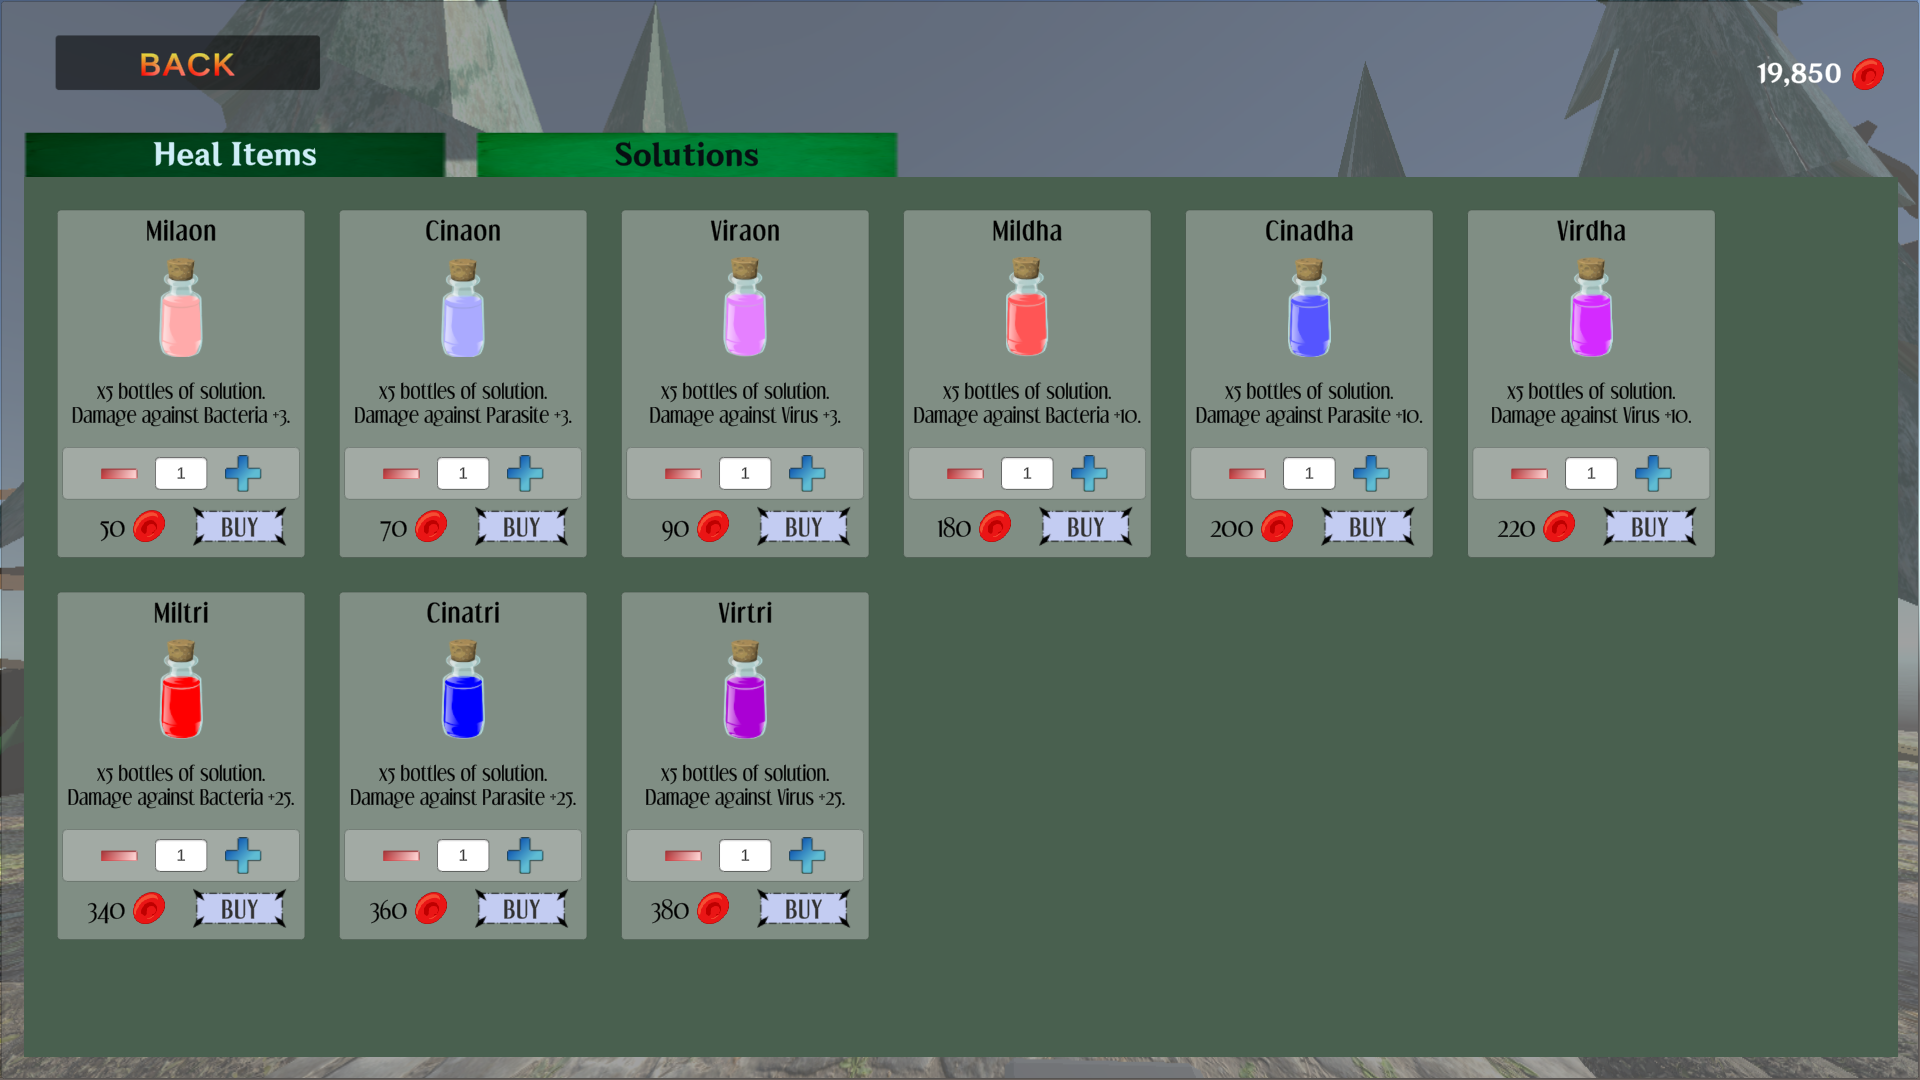 BACK
19,850
Heal Items
Solutions
Milaon
x5 bottles of solution.
Damage against Bacteria +3.
1
50
BUY
Cinaon
x5 bottles of solution.
Damage against Parasite +3.
1
70
BUY
Viraon
x5 bottles of solution.
Damage against Virus +3.
1
90
BUY
Mildha
x5 bottles of solution.
Damage against Bacteria +10.
1
180
BUY
Cinadha
x5 bottles of solution.
Damage against Parasite +10.
1
200
BUY
Virdha
x5 bottles of solution.
Damage against Virus +10.
1
220
BUY
Miltri
x5 bottles of solution.
Damage against Bacteria +25.
1
340
BUY
Cinatri
x5 bottles of solution.
Damage against Parasite +25.
1
360
BUY
Virtri
x5 bottles of solution.
Damage against Virus +25.
1
380
BUY